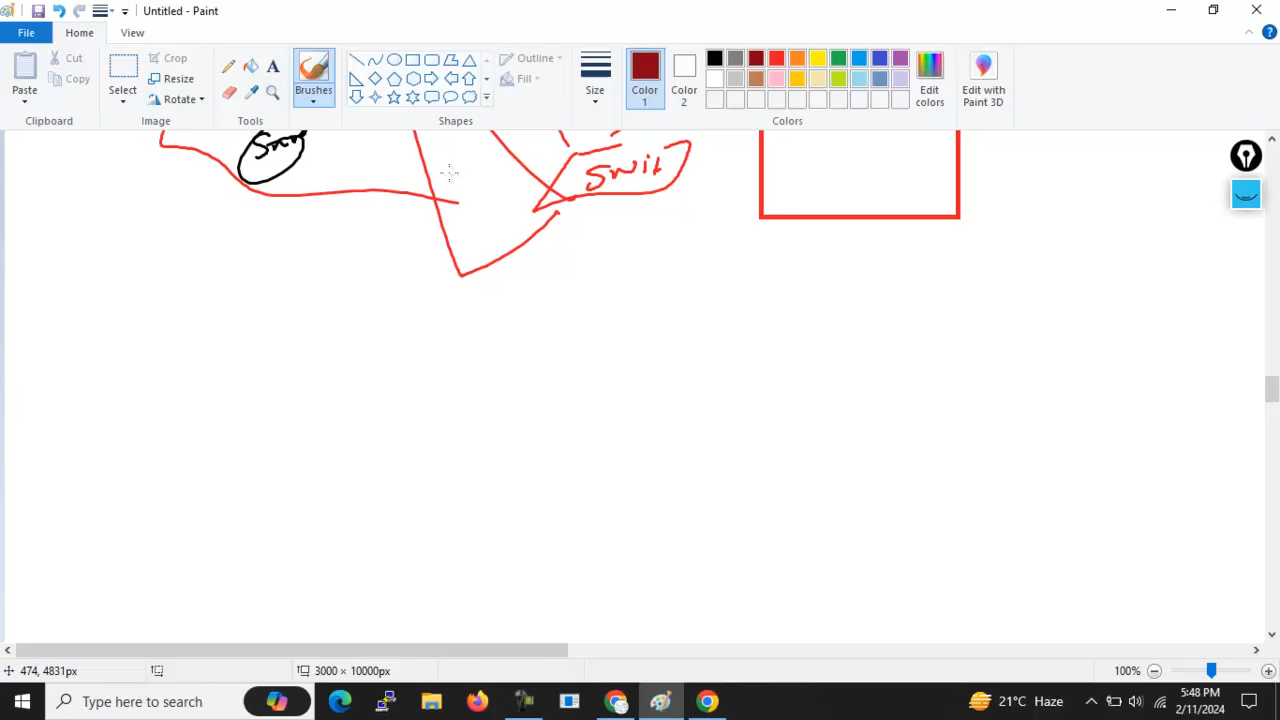 Untitled - Paint
File
Home
View
Paste
Cut
Copy
Clipboard
Select
Crop
Resize
Rotate
Image
A
Tools
Brushes
Outline
Fill
Shapes
Size
Color
1
Color
2
Edit
colors
Edit with
Paint 3D
Colors
Swit
474, 4831px
3000 × 10000px
100%
Type here to search
21°C Haze
5:48 PM
2/11/2024